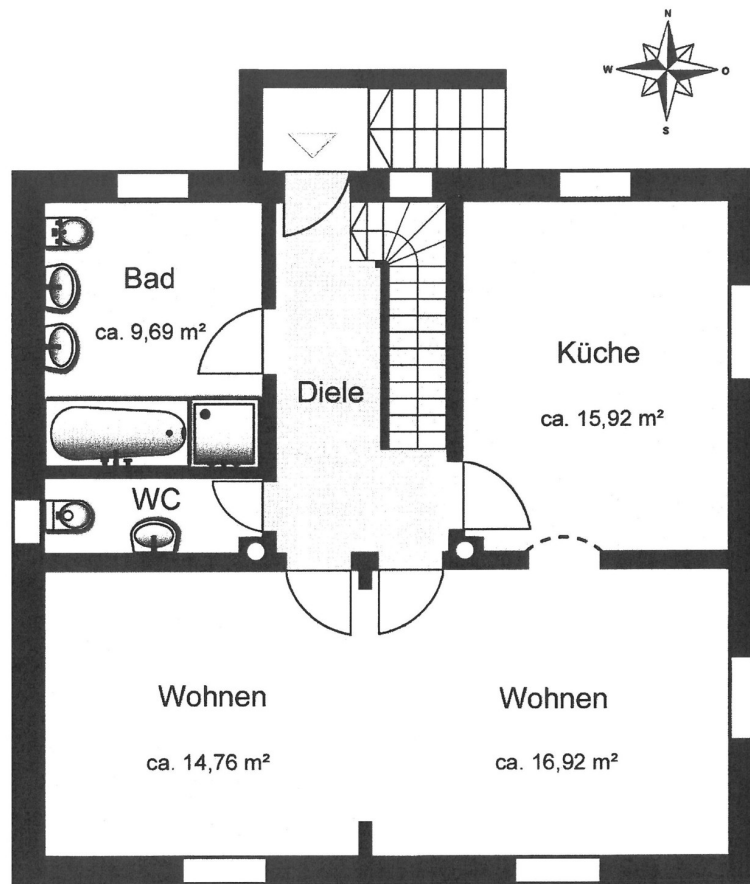 N
W O
S
Bad
ca. 9,69 m²
Diele
Küche
ca. 15,92 m²
WC
Wohnen
ca. 14,76 m²
Wohnen
ca. 16,92 m²